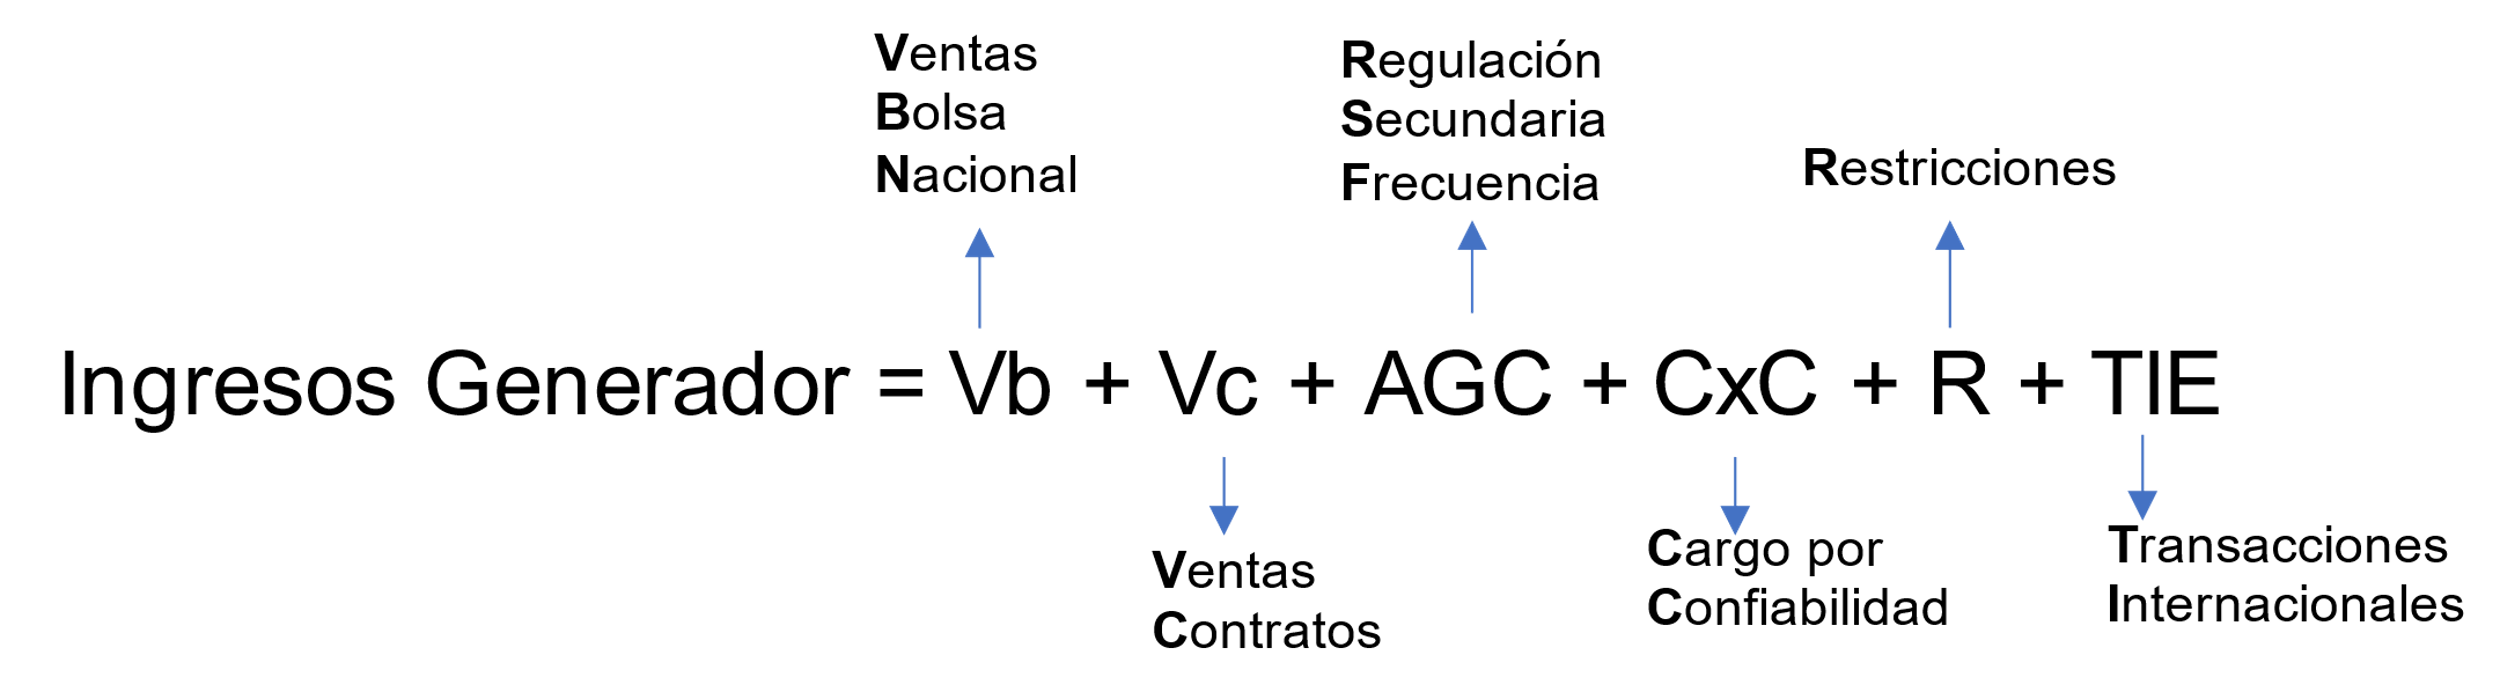 Ventas
Bolsa
Nacional
Regulación
Secundaria
Frecuencia
Restricciones
Ingresos Generador = Vb + Vc + AGC + CxC + R + TIE
Ventas
Contratos
Cargo por
Confiabilidad
Transacciones
Internacionales